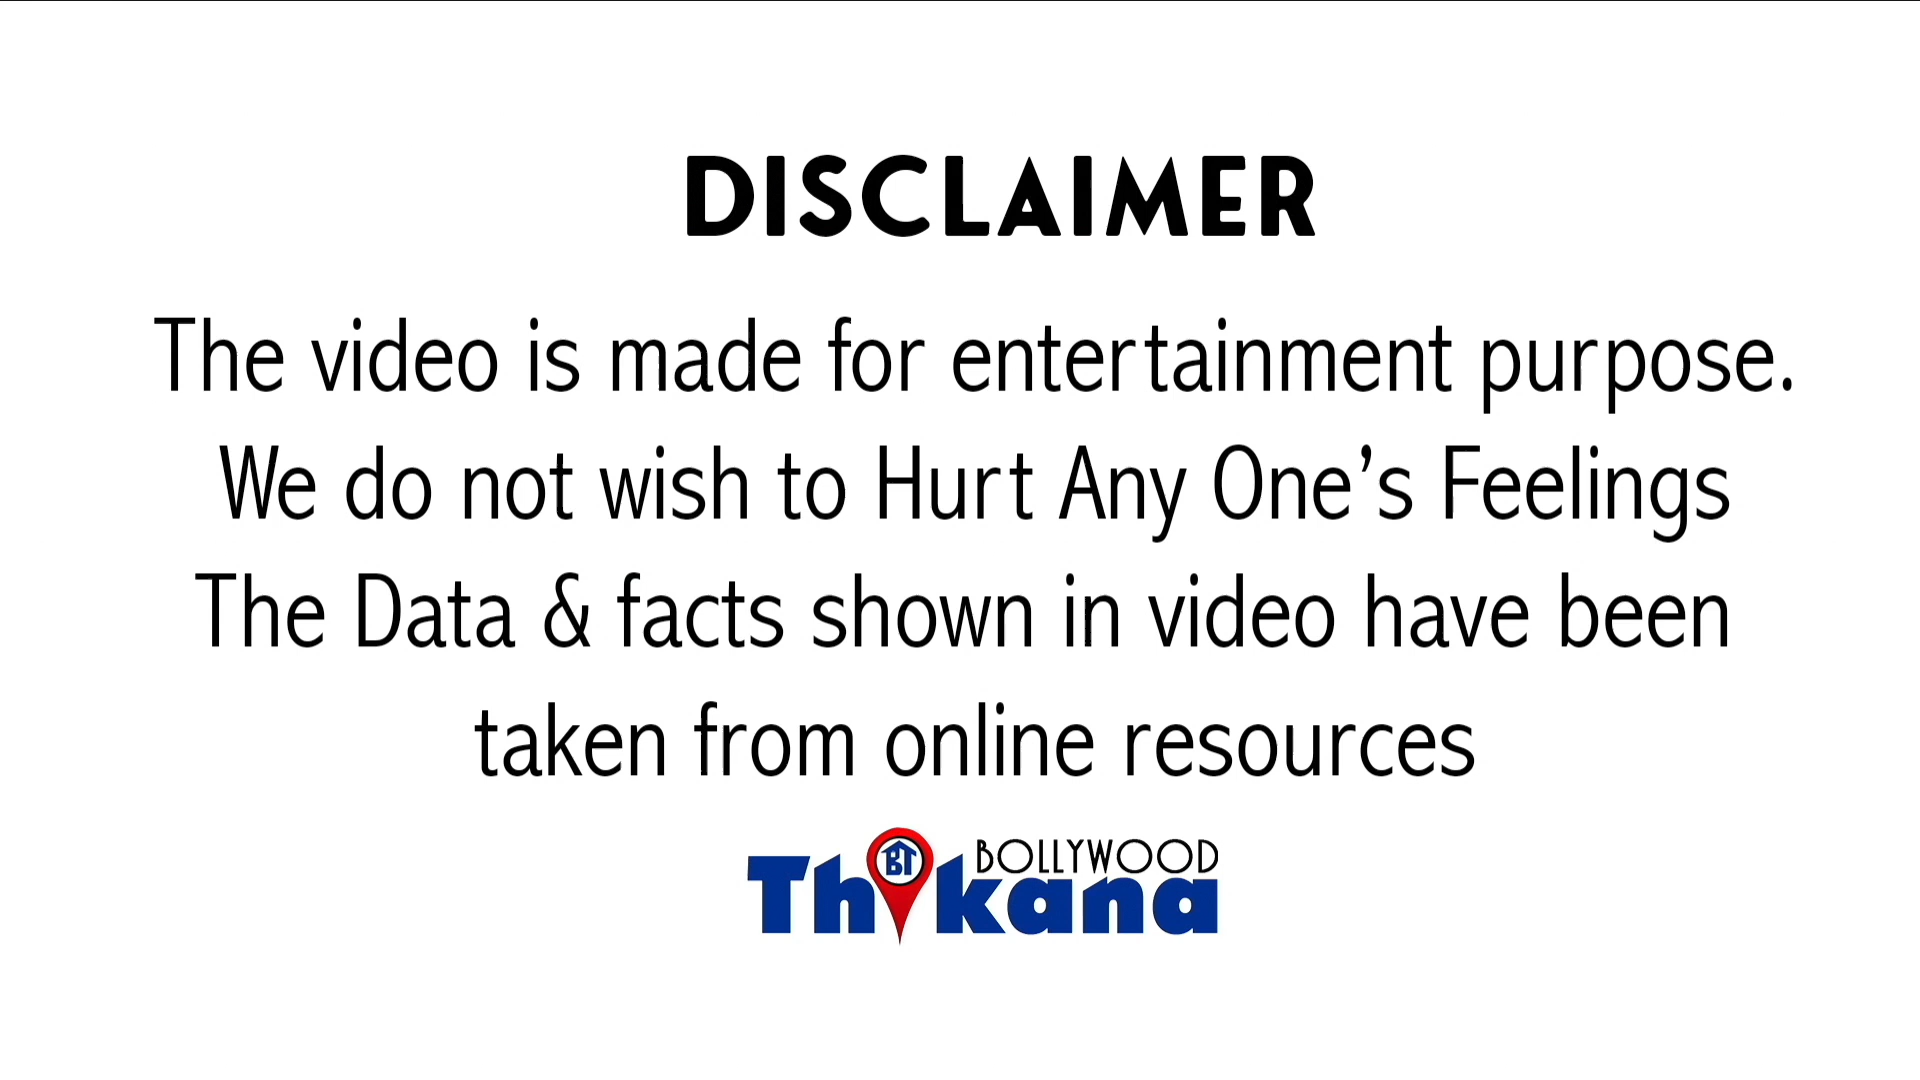 DISCLAIMER
The video is made for entertainment purpose.
We do not wish to Hurt Any One’s Feelings
The Data & facts shown in video have been
taken from online resources
BT
BOLLYWOOD
Thikana